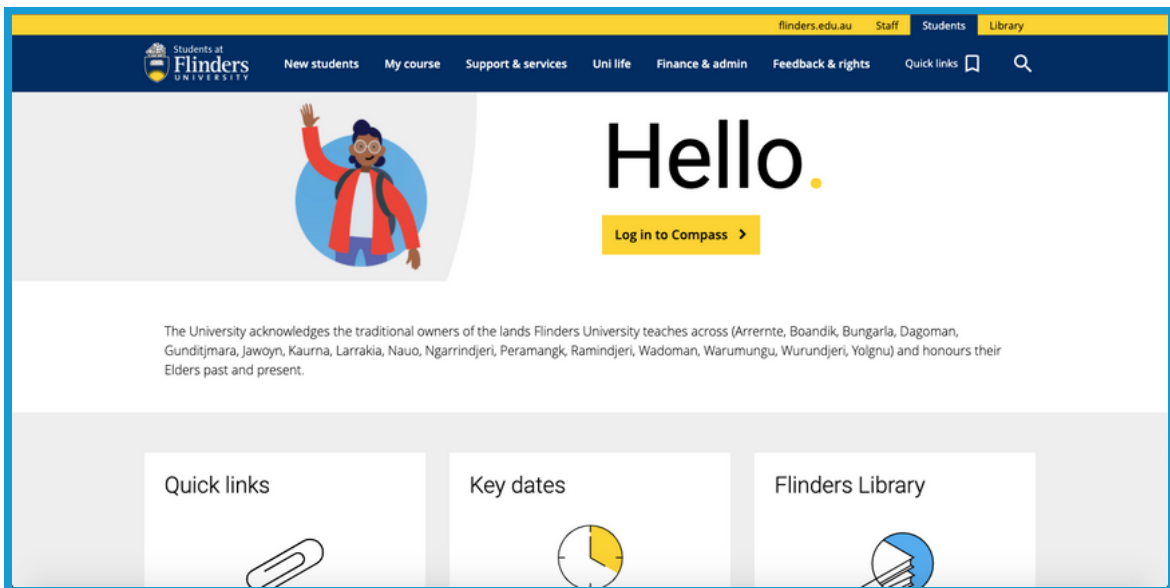 flinders.edu.au Staff Students Library
Students at
Flinders
UNIVERSITY
New students My course Support & services Uni life Finance & admin Feedback & rights Quick links
Hello.
Log in to Compass
The University acknowledges the traditional owners of the lands Flinders University teaches across (Arrernte, Boandik, Bungarla, Dagoman,
Gunditjmara, Jawoyn, Kaurna, Larrakia, Nauo, Ngarrindjeri, Peramangk, Ramindjeri, Wadoman, Warumungu, Wurundjeri, Yolgnu) and honours their
Elders past and present.
Quick links Key dates Flinders Library